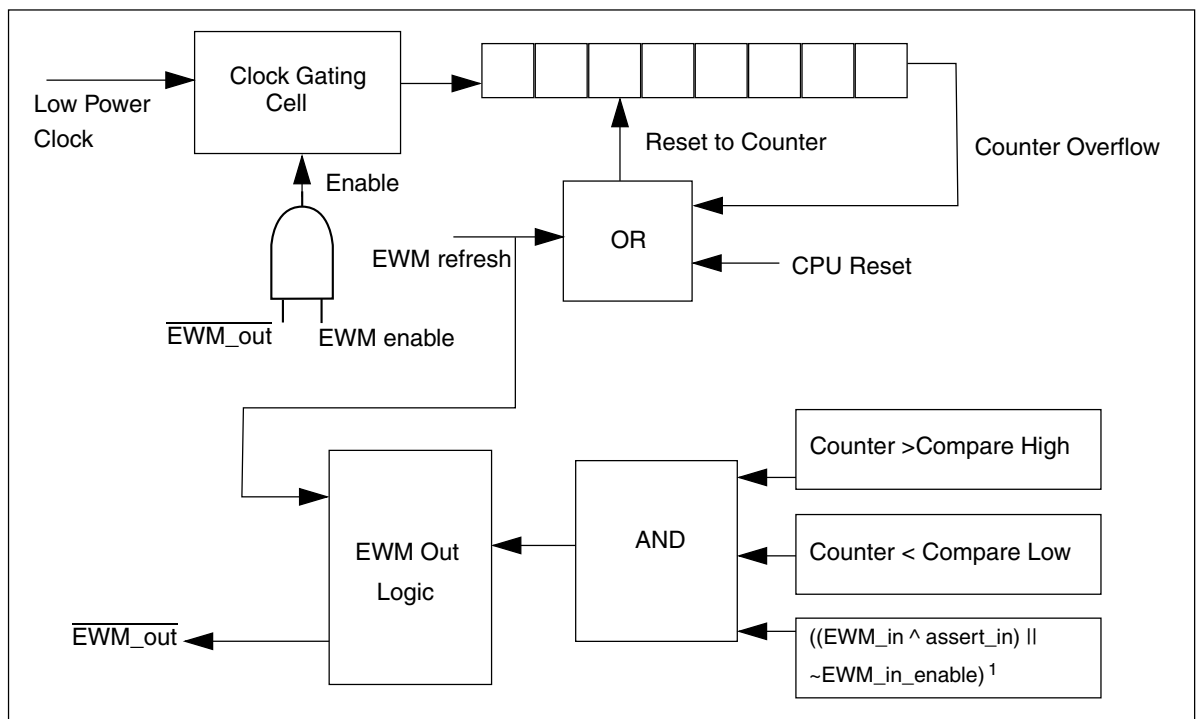 Clock Gating
Cell
Low Power
Clock
Reset to Counter
Counter Overflow
Enable
OR
EWM refresh
CPU Reset
EWM_out
EWM enable
Counter >Compare High
AND
EWM Out
Logic
Counter < Compare Low
EWM_out
((EWM_in ^ assert_in) ||
~EWM_in_enable) 1